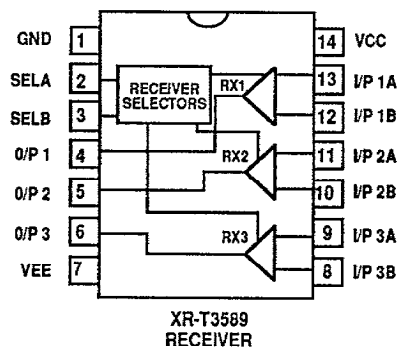 GND 1
14 VCC
SELA 2
RECEIVER SELECTORS
RX1
13 I/P 1A
SELB 3
12 I/P 1B
0/P 1 4
RX2
11 I/P 2A
0/P 2 5
10 I/P 2B
0/P 3 6
RX3
9 I/P 3A
VEE 7
8 I/P 3B
XR-T3589
RECEIVER